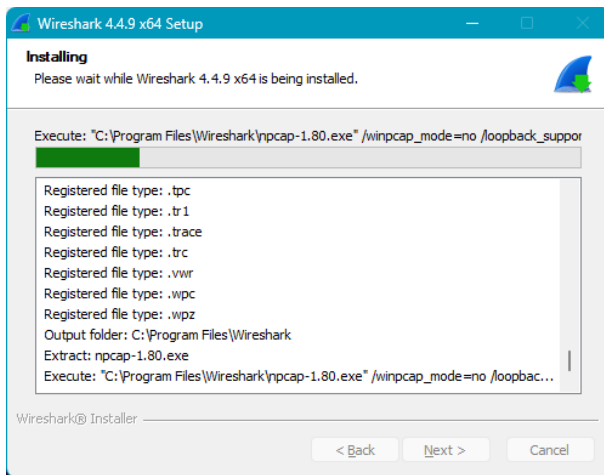 Wireshark 4.4.9 x64 Setup
Installing
Please wait while Wireshark 4.4.9 x64 is being installed.
Execute: "C:\Program Files\Wireshark\npcap-1.80.exe" /winpcap_mode=no /loopback_suppor
Registered file type: .tpc
Registered file type: .tr1
Registered file type: .trace
Registered file type: .trc
Registered file type: .vwr
Registered file type: .wpc
Registered file type: .wpz
Output folder: C:\Program Files\Wireshark
Extract: npcap-1.80.exe
Execute: "C:\Program Files\Wireshark\npcap-1.80.exe" /winpcap_mode=no /loopbac...
Wireshark® Installer
< Back Next > Cancel